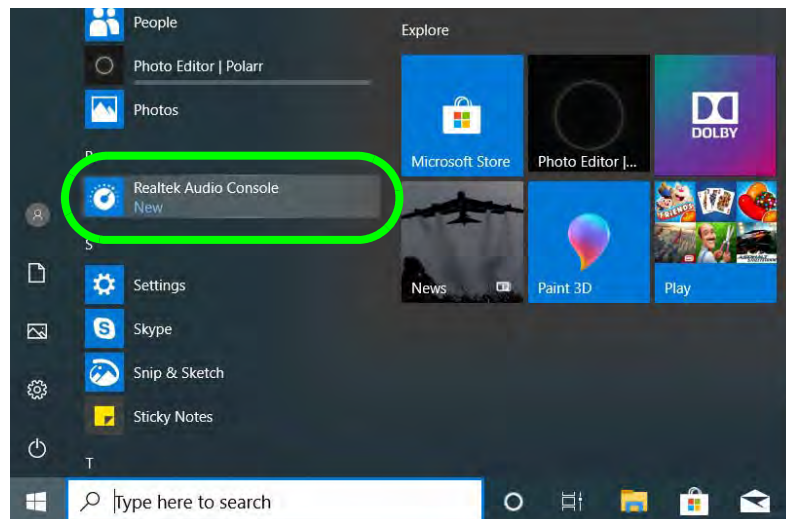 People
Photo Editor | Polarr
Photos
Realtek Audio Console
New
S
Settings
Skype
Snip & Sketch
Sticky Notes
T
Explore
Microsoft Store
Photo Editor |...
DOLBY
News
Paint 3D
FRIENDS
Play
Type here to search